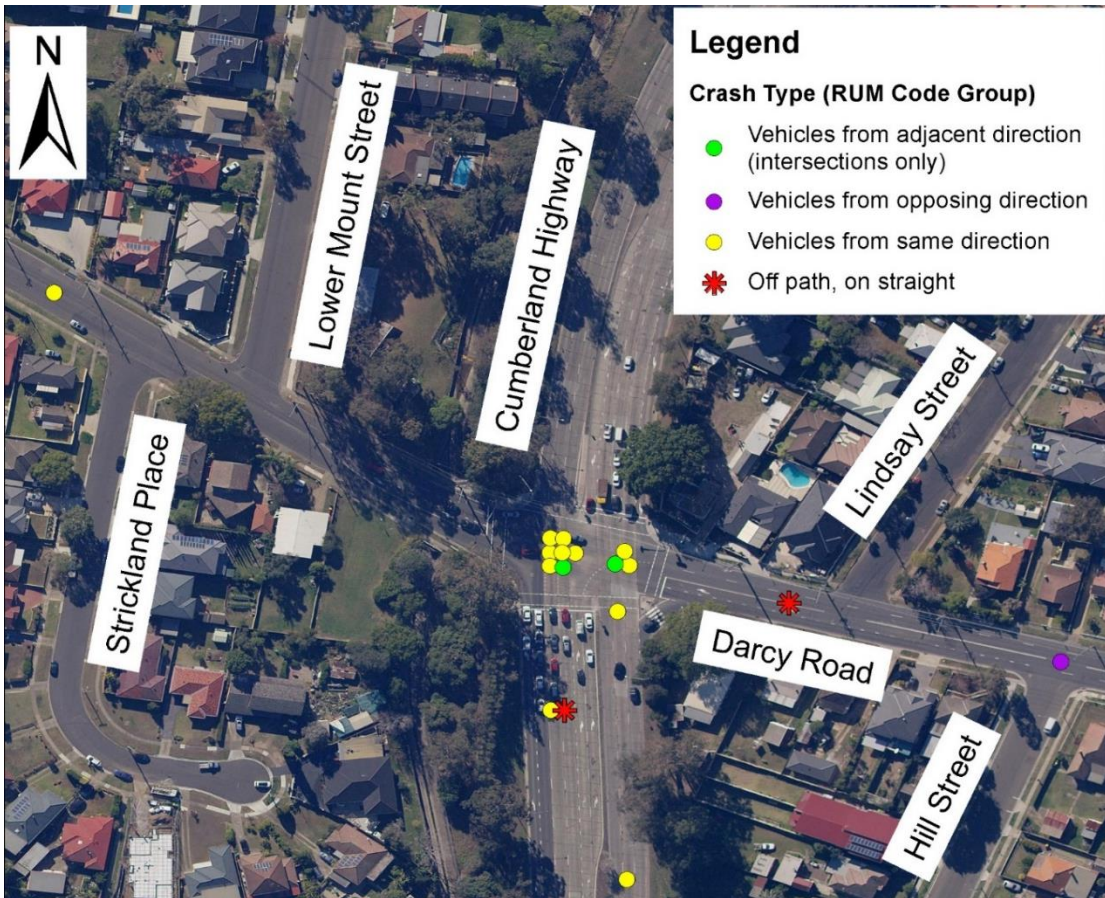 N
Legend
Crash Type (RUM Code Group)
Vehicles from adjacent direction
(intersections only)
Vehicles from opposing direction
Vehicles from same direction
Off path, on straight
Lower Mount Street
Cumberland Highway
Lindsay Street
Strickland Place
Darcy Road
Hill Street